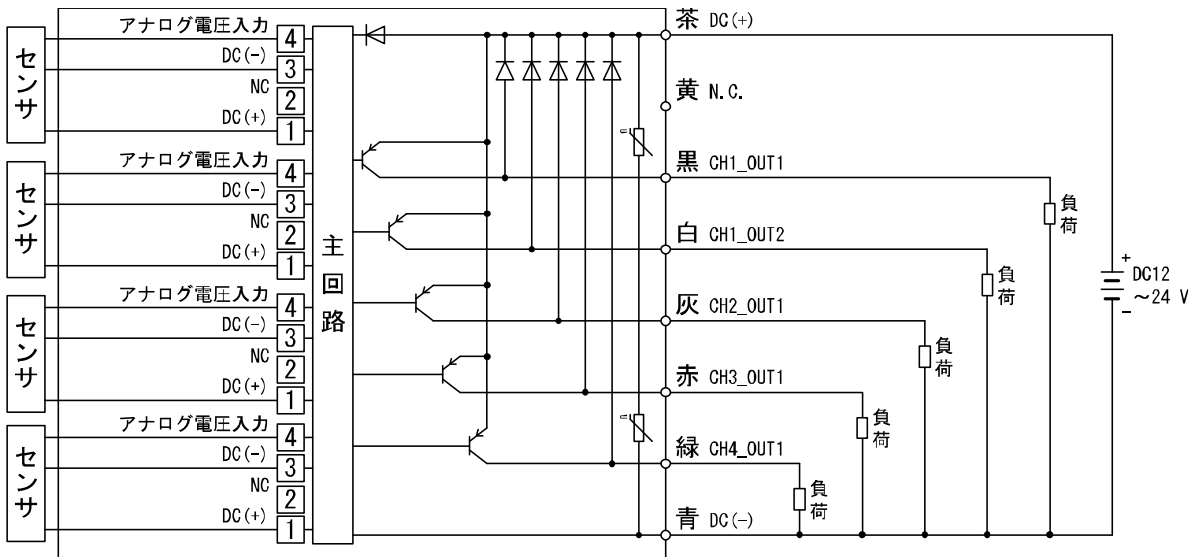 センサ
アナログ電圧入力 4
DC(-) 3
NC 2
DC(+) 1
センサ
アナログ電圧入力 4
DC(-) 3
NC 2
DC(+) 1
センサ
アナログ電圧入力 4
DC(-) 3
NC 2
DC(+) 1
センサ
アナログ電圧入力 4
DC(-) 3
NC 2
DC(+) 1
主回路
茶 DC(+)
黄 N.C.
黒 CH1_OUT1
白 CH1_OUT2
灰 CH2_OUT1
赤 CH3_OUT1
緑 CH4_OUT1
青 DC(-)
負荷
負荷
負荷
負荷
負荷
+
DC12
~24 V
-